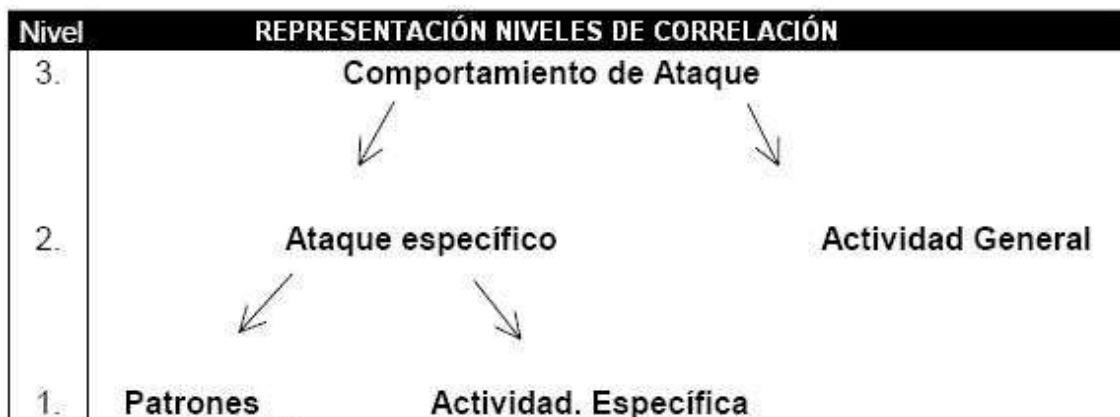 Nivel REPRESENTACIÓN NIVELES DE CORRELACIÓN
3. Comportamiento de Ataque
2. Ataque específico Actividad General
1. Patrones Actividad. Específica